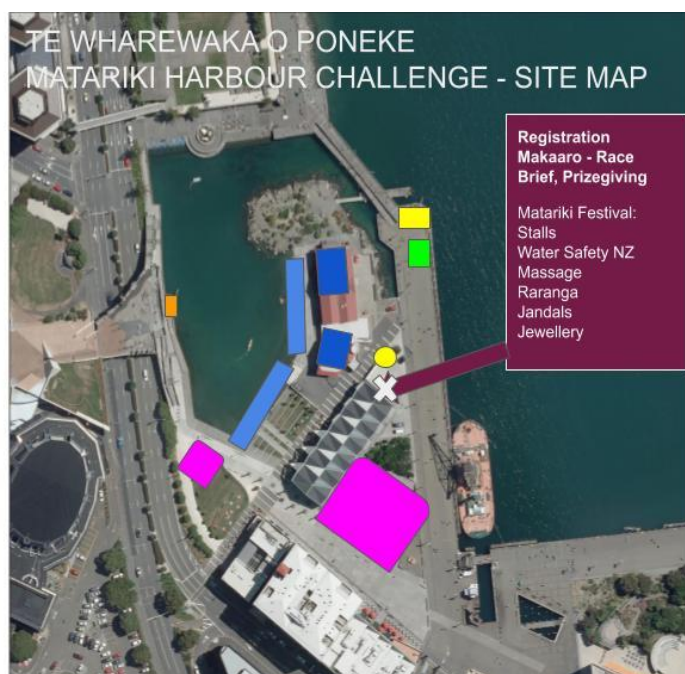 TE WHAREWAKA O PONEKE
MATARIKI HARBOUR CHALLENGE - SITE MAP
Registration
Makaaro - Race
Brief, Prizegiving
Matariki Festival:
Stalls
Water Safety NZ
Massage
Raranga
Jandals
Jewellery